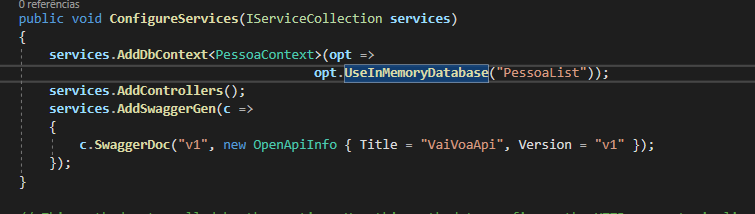 0 referências
public void ConfigureServices(IServiceCollection services)
{
services.AddDbContext<PessoaContext>(opt =>
opt.UseInMemoryDatabase("PessoaList"));
services.AddControllers();
services.AddSwaggerGen(c =>
{
c.SwaggerDoc("v1", new OpenApiInfo { Title = "VaiVoaApi", Version = "v1" });
});
}